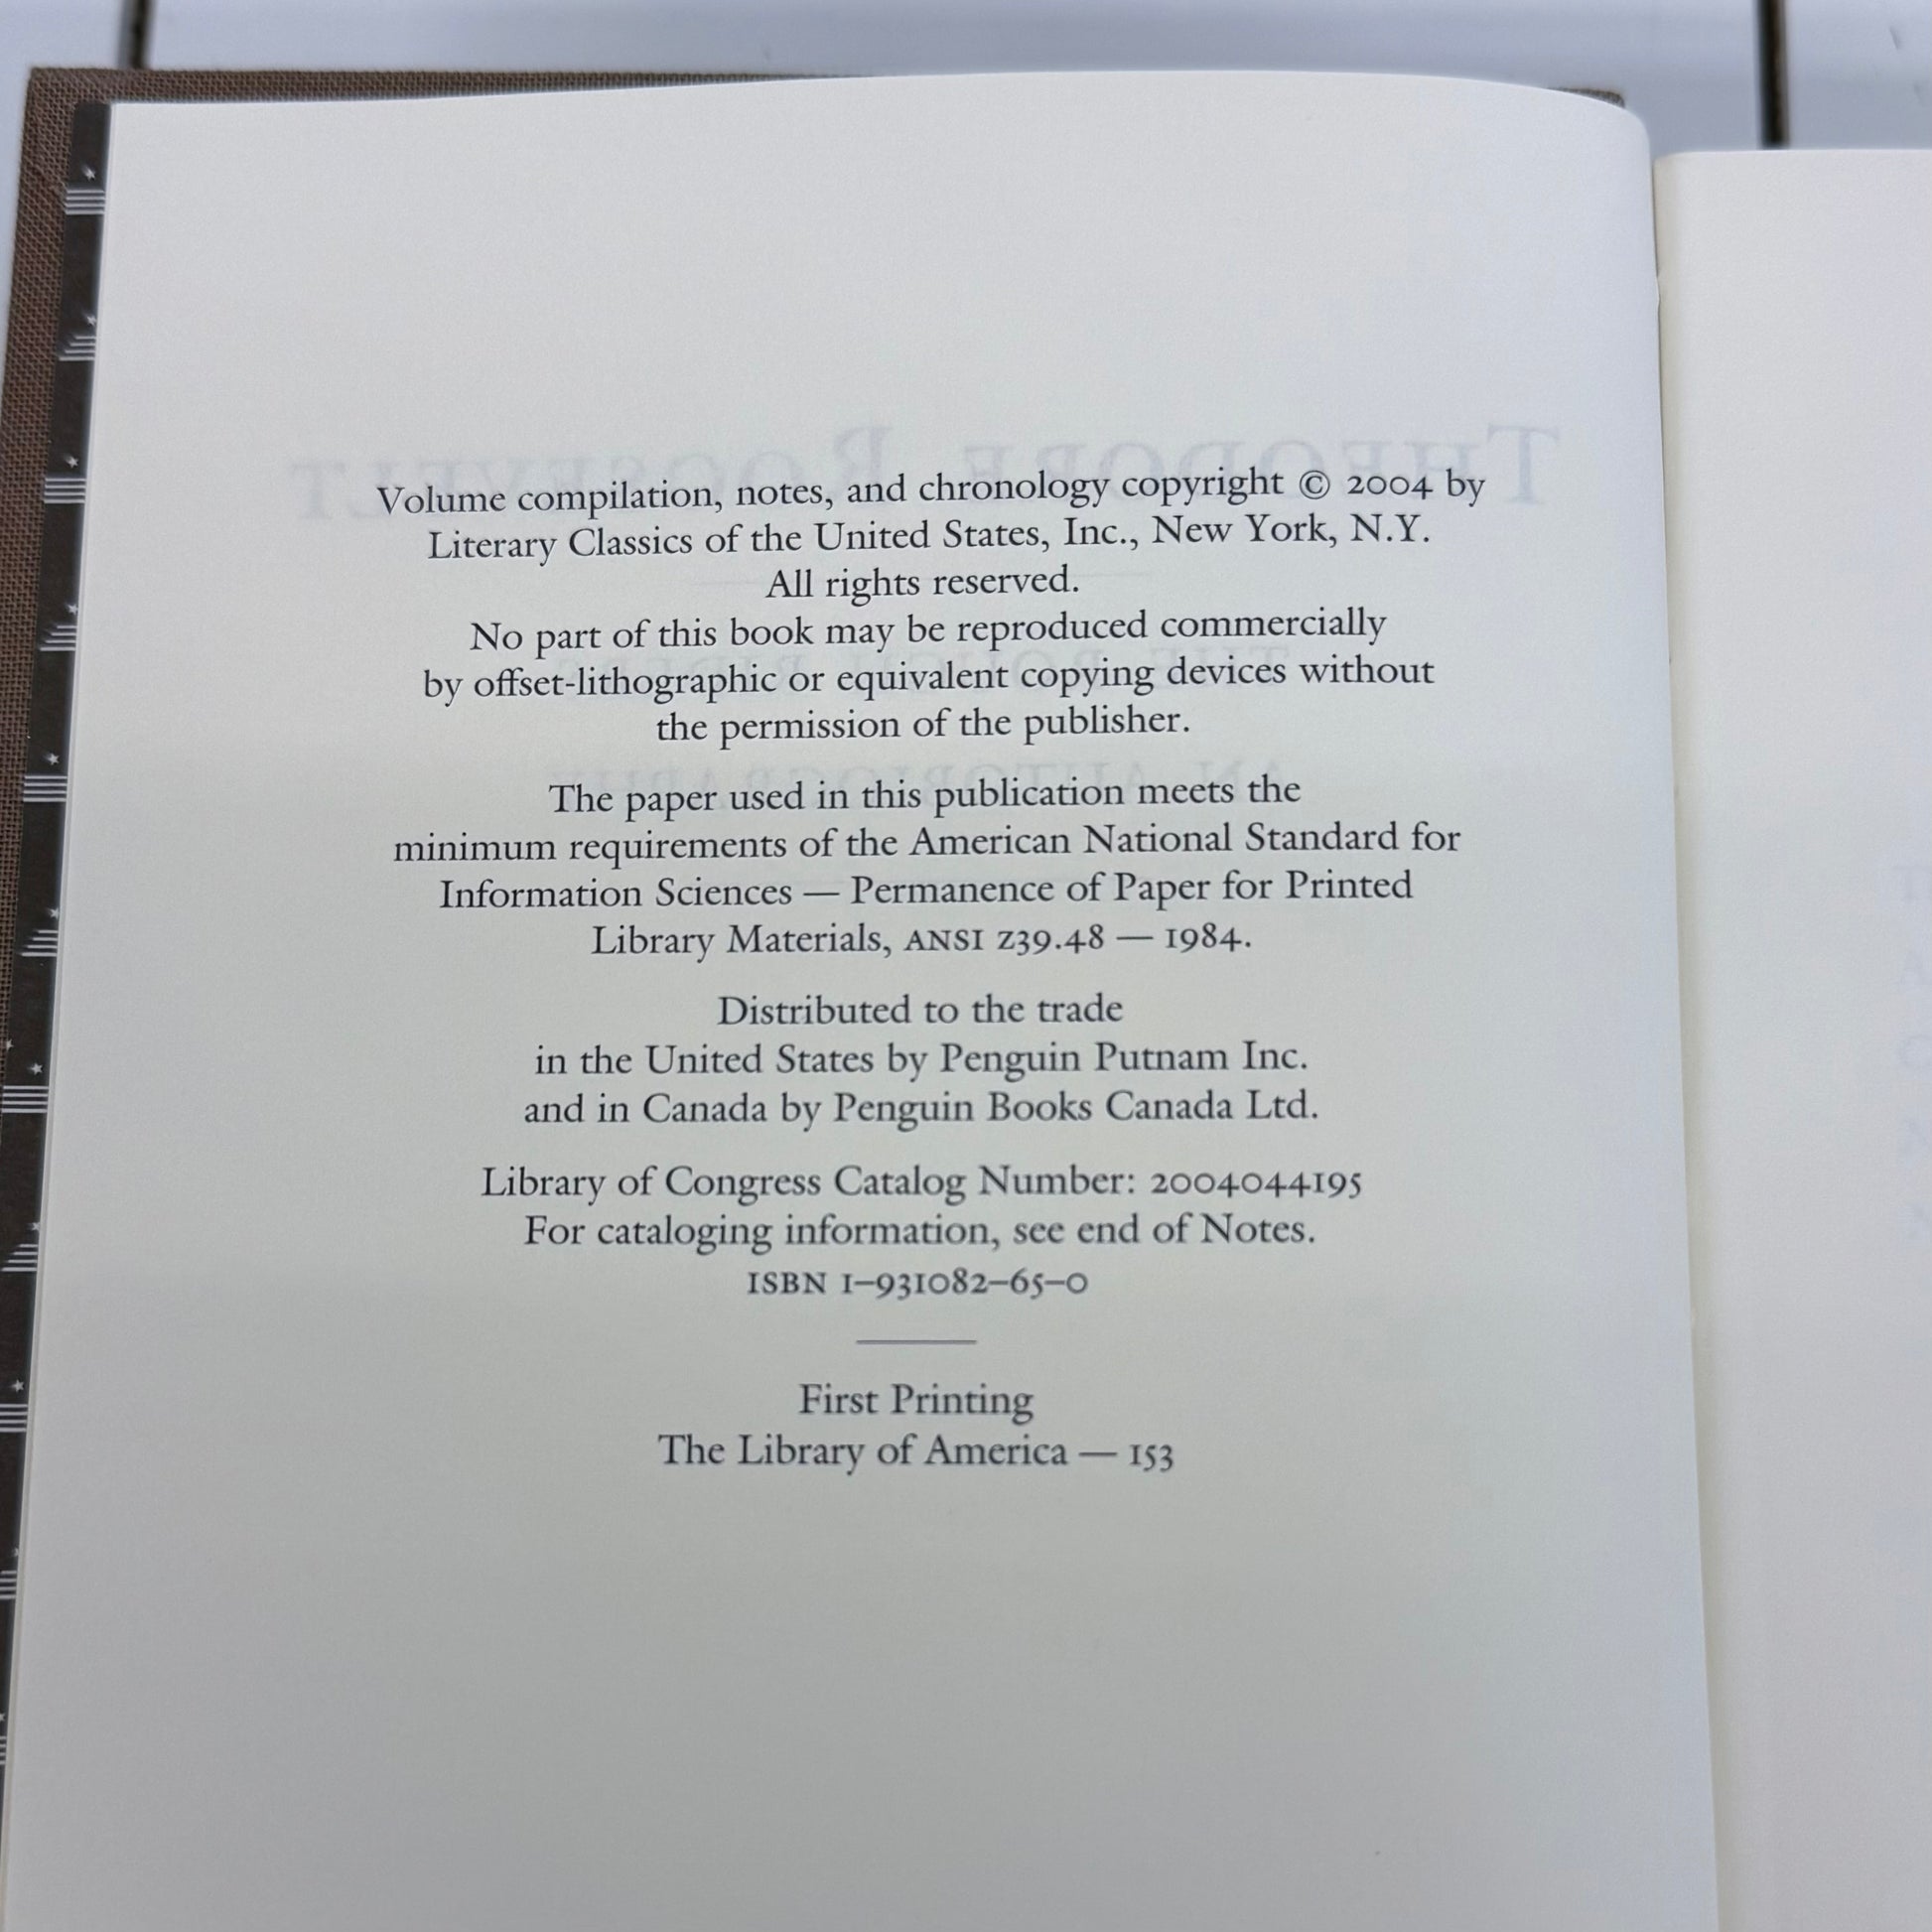 THEODORE ROOSEVELT
Volume compilation, notes, and chronology copyright © 2004 by
Literary Classics of the United States, Inc., New York, N.Y.
All rights reserved.
No part of this book may be reproduced commercially
by offset-lithographic or equivalent copying devices without
the permission of the publisher.
The paper used in this publication meets the
minimum requirements of the American National Standard for
Information Sciences — Permanence of Paper for Printed
Library Materials, ANSI Z39.48 — 1984.
Distributed to the trade
in the United States by Penguin Putnam Inc.
and in Canada by Penguin Books Canada Ltd.
Library of Congress Catalog Number: 2004044195
For cataloging information, see end of Notes.
ISBN 1–931082–65–0
First Printing
The Library of America — 153